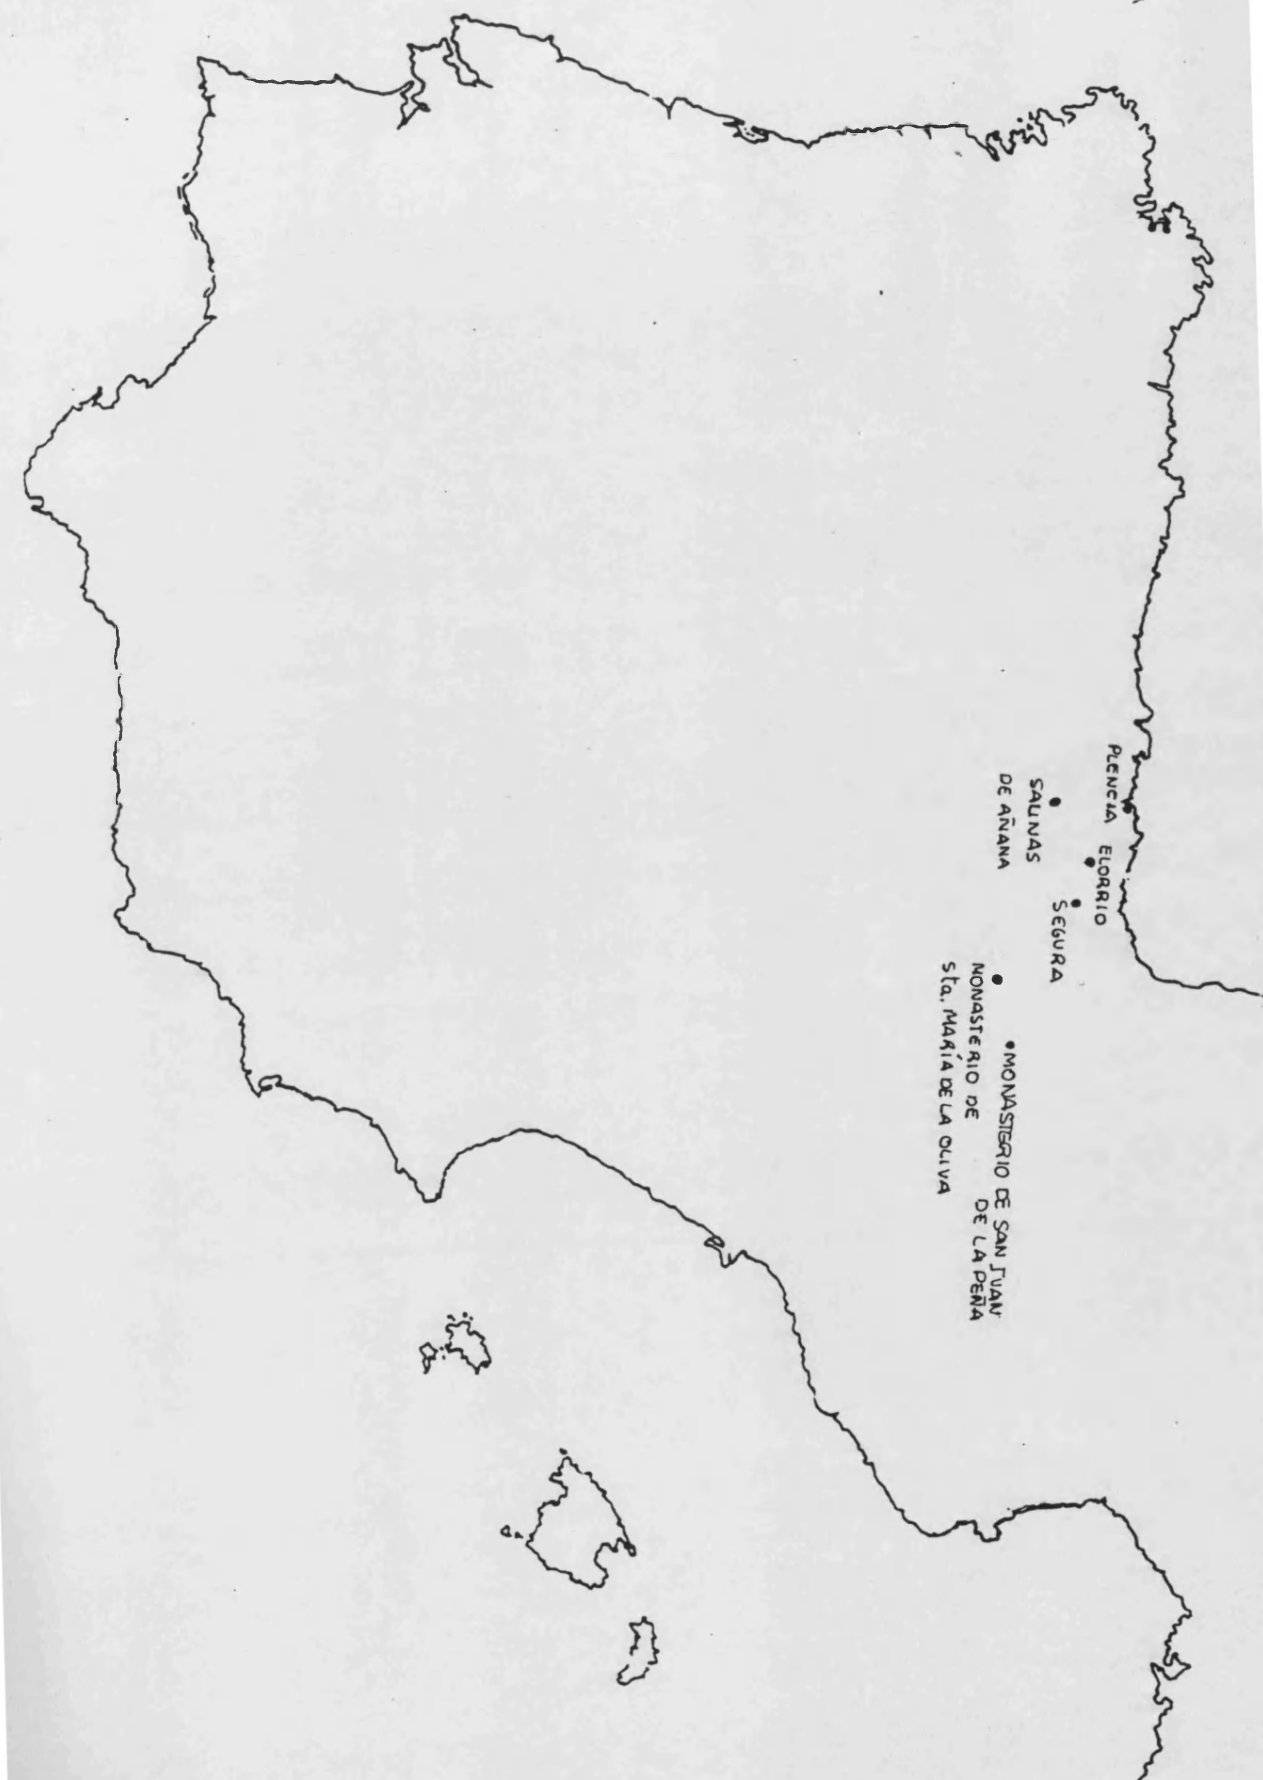 PLENCIA
ELORRIO
SALINAS
DE AÑANA
SEGURA
MONASTERIO DE SAN JUAN
DE LA PEÑA
MONASTERIO DE
Sta. MARÍA DE LA OLIVA